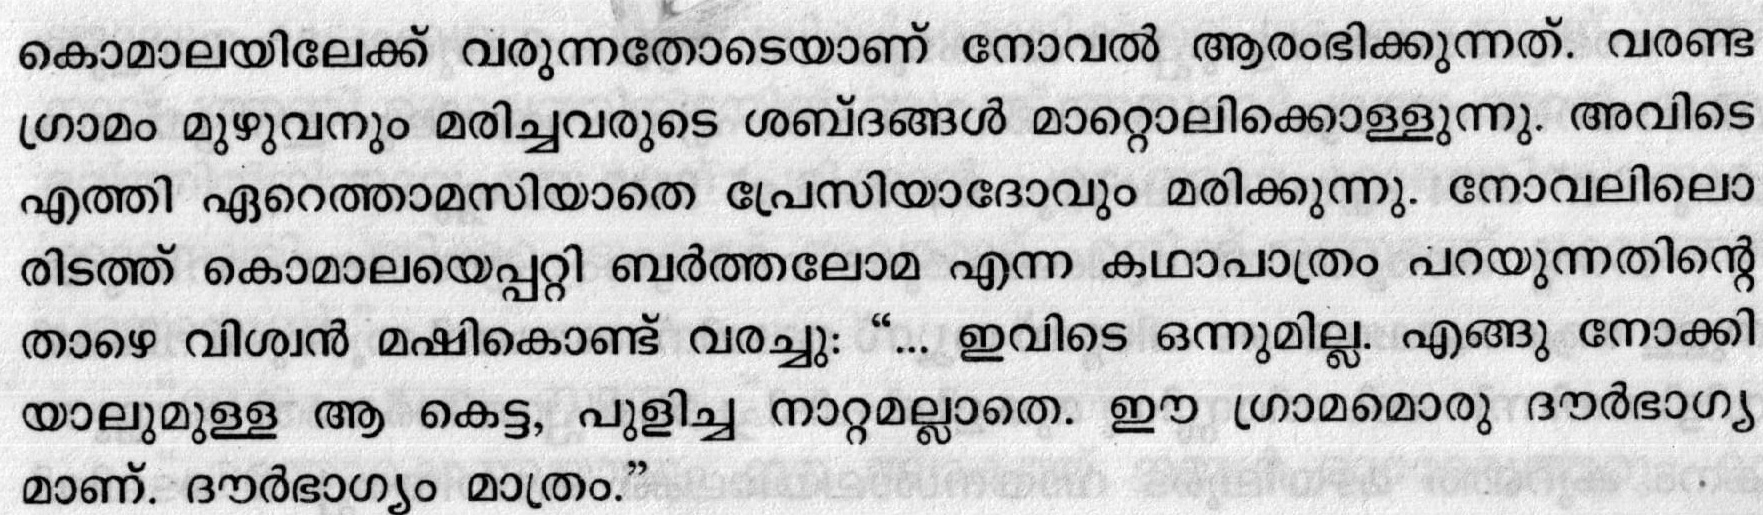 കൊമാലയിലേക്ക് വരുന്നതോടെയാണ് നോവൽ ആരംഭിക്കുന്നത്. വരണ്ട
ഗ്രാമം മുഴുവനും മരിച്ചവരുടെ ശബ്ദങ്ങൾ മാറ്റൊലിക്കൊള്ളുന്നു. അവിടെ
എത്തി ഏറെത്താമസിയാതെ പ്രേസിയാദോവും മരിക്കുന്നു. നോവലിലൊ
രിടത്ത് കൊമാലയെപ്പറ്റി ബർത്തലോമ എന്ന കഥാപാത്രം പറയുന്നതിന്റെ
താഴെ വിശ്വൻ മഷികൊണ്ട് വരച്ചു: “... ഇവിടെ ഒന്നുമില്ല. എങ്ങു നോക്കി
യാലുമുള്ള ആ കെട്ട, പുളിച്ച നാറ്റമല്ലാതെ. ഈ ഗ്രാമമൊരു ദൗർഭാഗ്യ
മാണ്. ദൗർഭാഗ്യം മാത്രം.”